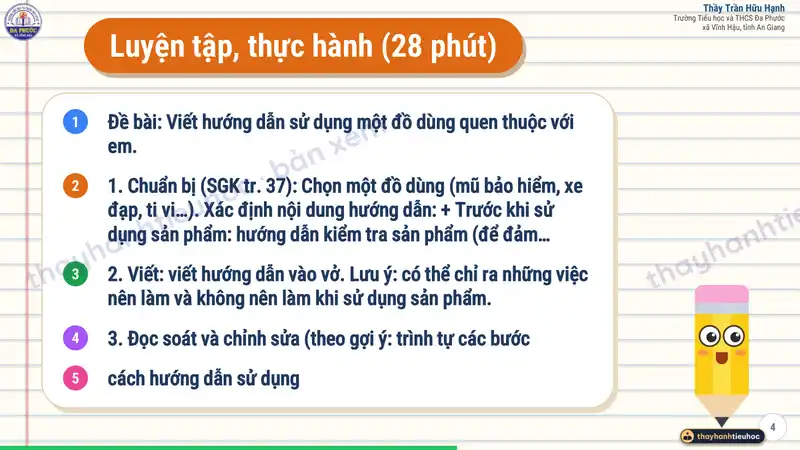 Thầy Trần Hữu Hạnh
Trường Tiểu học và THCS Đa Phước
xã Vĩnh Hậu, tỉnh An Giang
ĐA PHƯỚC
Luyện tập, thực hành (28 phút)
1 Đề bài: Viết hướng dẫn sử dụng một đồ dùng quen thuộc với
em.
2 1. Chuẩn bị (SGK tr. 37): Chọn một đồ dùng (mũ bảo hiểm, xe
đạp, ti vi…). Xác định nội dung hướng dẫn: + Trước khi sử
dụng sản phẩm: hướng dẫn kiểm tra sản phẩm (để đảm…
3 2. Viết: viết hướng dẫn vào vở. Lưu ý: có thể chỉ ra những việc
nên làm và không nên làm khi sử dụng sản phẩm.
4 3. Đọc soát và chỉnh sửa (theo gợi ý: trình tự các bước
5 cách hướng dẫn sử dụng
thayhanhtieuhoc - bản xem
thayhanhtieuhoc
thayhanhtieuhoc
4